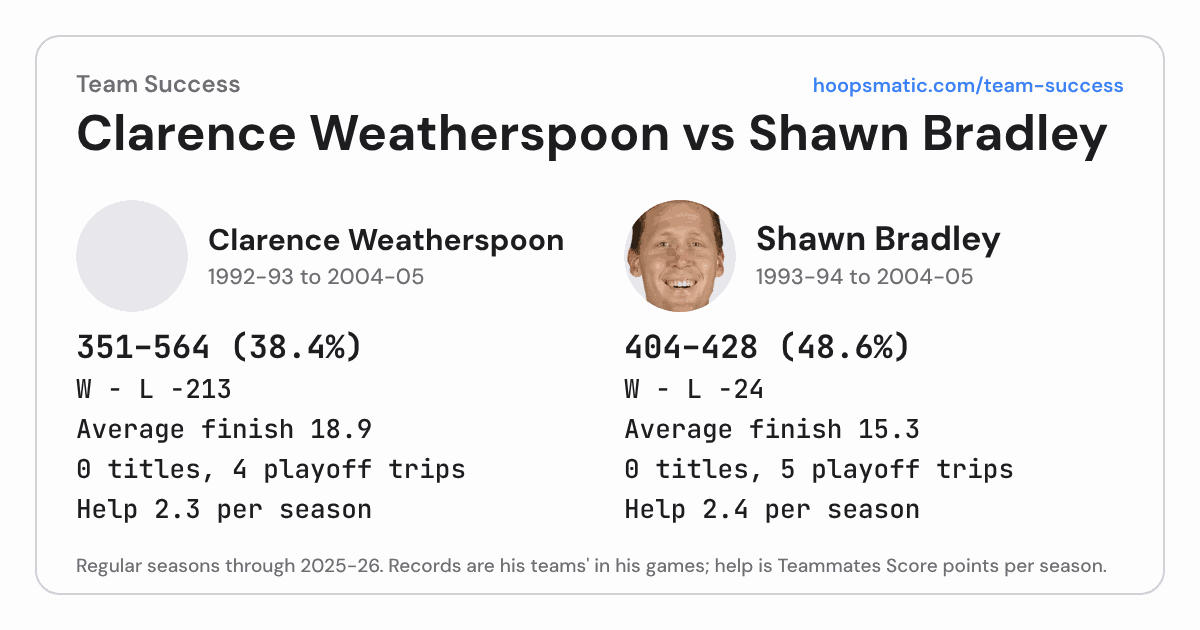 Team Success
hoopsmatic.com/team-success
Clarence Weatherspoon vs Shawn Bradley
Clarence Weatherspoon
1992-93 to 2004-05
351-564 (38.4%)
W - L -213
Average finish 18.9
0 titles, 4 playoff trips
Help 2.3 per season
Shawn Bradley
1993-94 to 2004-05
404-428 (48.6%)
W - L -24
Average finish 15.3
0 titles, 5 playoff trips
Help 2.4 per season
Regular seasons through 2025-26. Records are his teams' in his games; help is Teammates Score points per season.